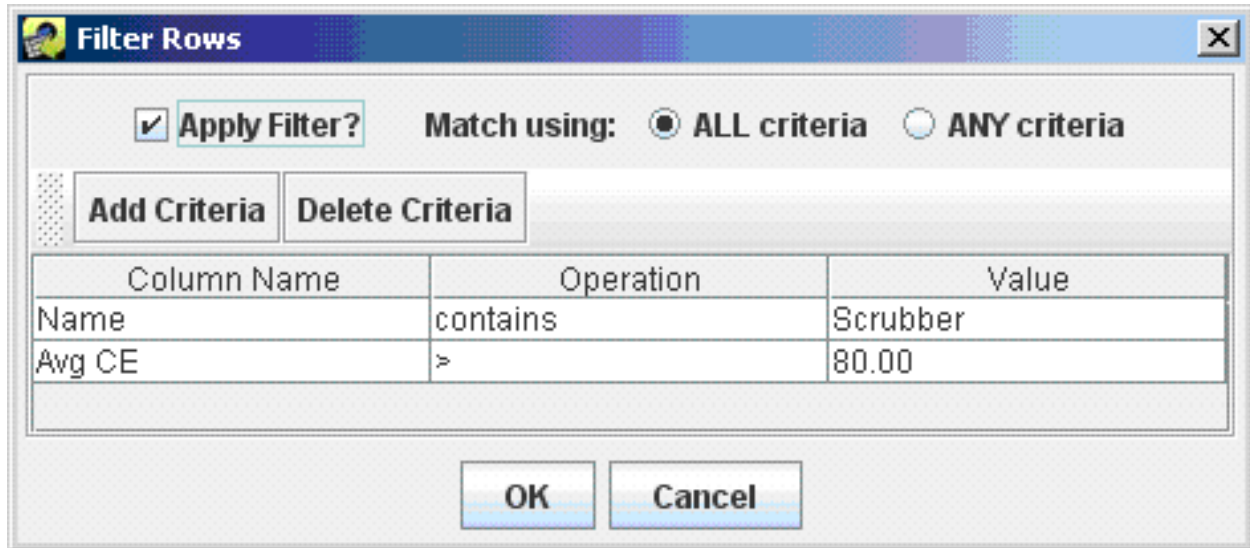 Filter Rows
Apply Filter? Match using: ALL criteria ANY criteria
Add Criteria Delete Criteria
Column Name Operation Value
Name contains Scrubber
Avg CE > 80.00
OK Cancel